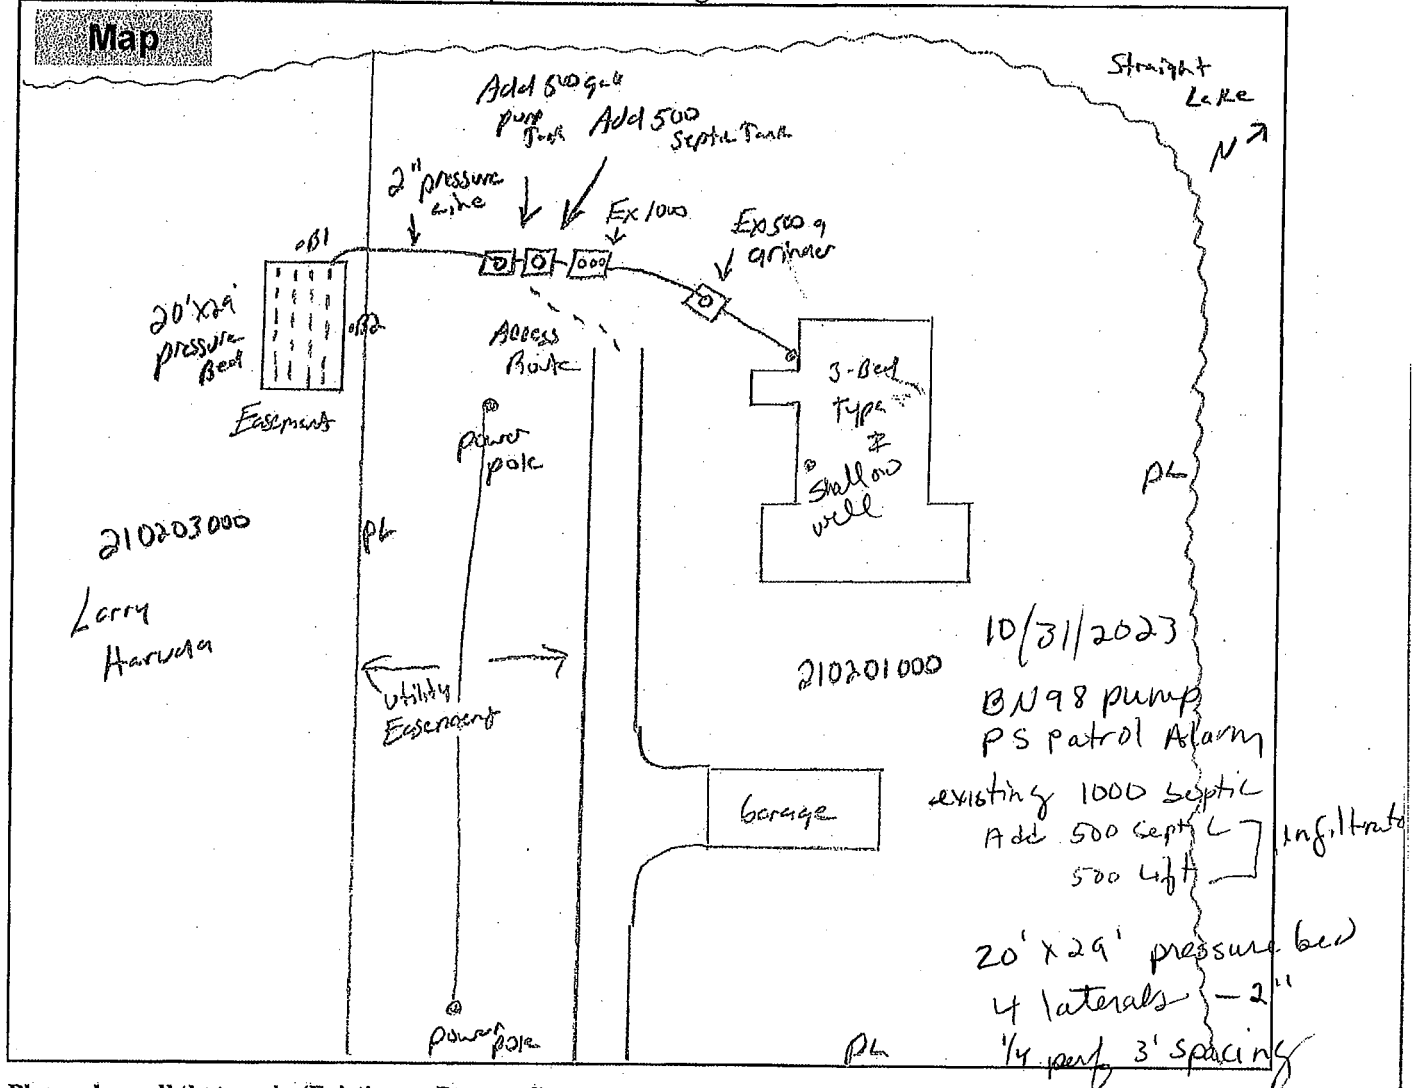 Map
Straight
Lake
N
Add 500 gal
pump
Tank
Add 500
Septic Tank
2" pressure
Line
Ex 1000
Ex 500 g
grinder
oB1
oB2
20'x29'
pressure
Bed
Easement
Access
Route
power
pole
3-Bed
Type
I
Shallow
well
PL
210203000
PL
Larry
10/31/2023
210201000
Utility
Easement
BN98 pump
PS Patrol Alarm
existing 1000 septic
Add 500 septic
500 Lift
Garage
20' x 29' pressure bed
4 laterals - 2"
1/4 perf 3' spacing
power
pole
PL